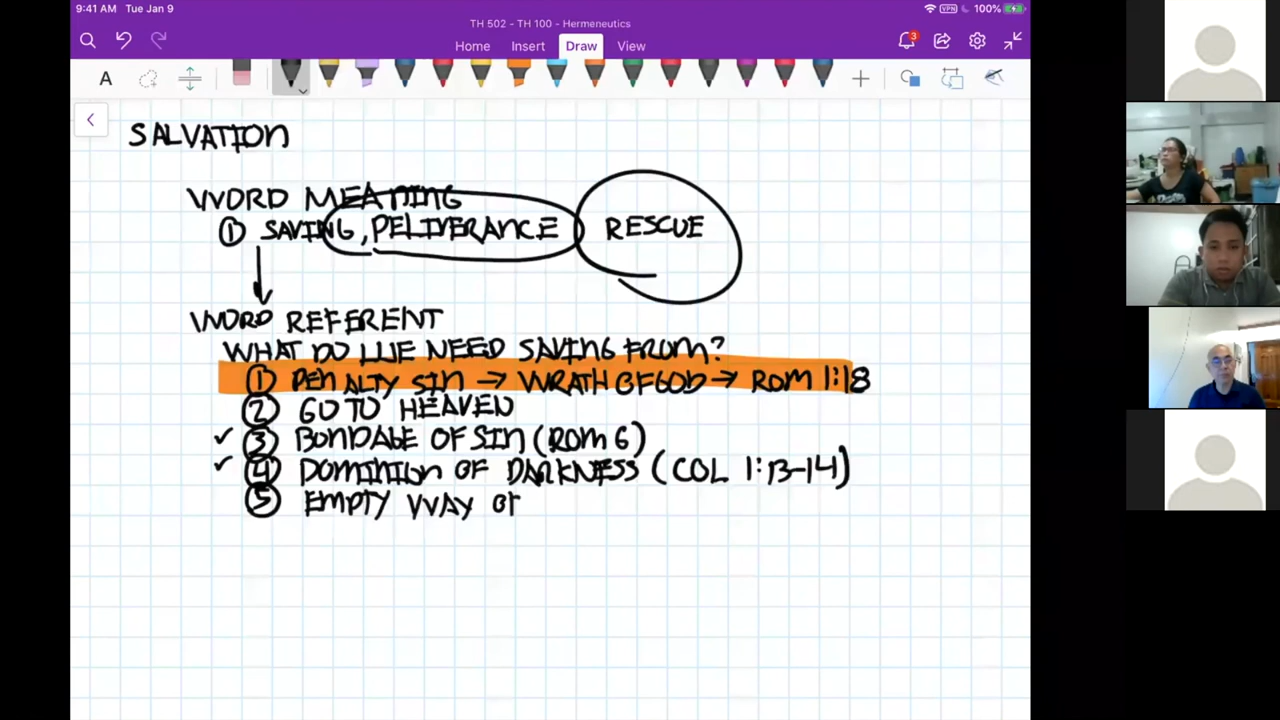 9:41 AM Tue Jan 9
VPN 100%
TH 502 - TH 100 - Hermeneutics
Home Insert Draw View
3
A
SALVATION
WORD MEANING
① SAVING, DELIVERANCE RESCUE
WORD REFERENT
WHAT DO WE NEED SAVING FROM?
① PENALTY SIN → WRATH OF GOD → ROM 1:18
② GO TO HEAVEN
✓ ③ BONDAGE OF SIN (ROM 6)
✓ ④ DOMINION OF DARKNESS (COL 1:13-14)
⑤ EMPTY WAY OF